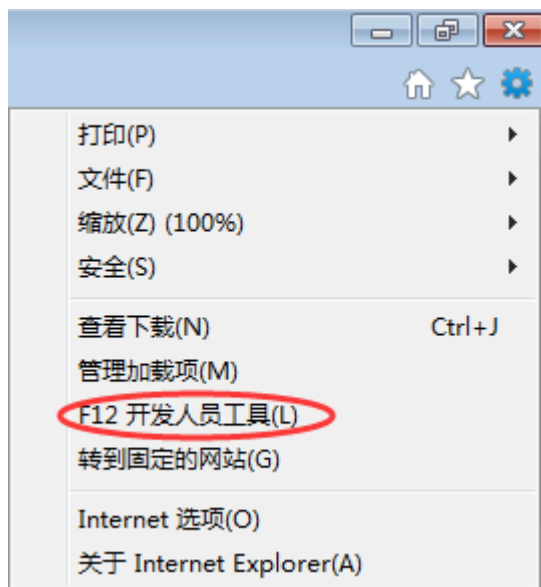 打印(P)
文件(F)
缩放(Z) (100%)
安全(S)
查看下载(N) Ctrl+J
管理加载项(M)
F12 开发人员工具(L)
转到固定的网站(G)
Internet 选项(O)
关于 Internet Explorer(A)